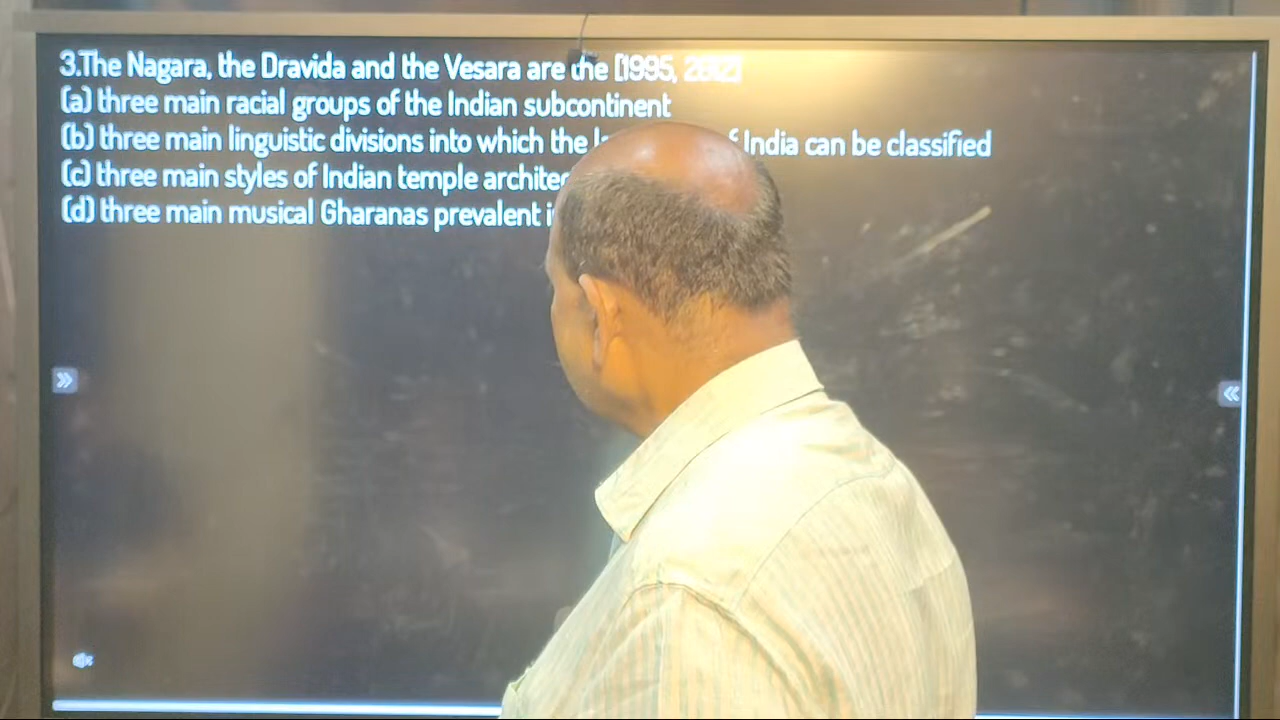 3.The Nagara, the Dravida and the Vesara are the [1995, 2012]
(a) three main racial groups of the Indian subcontinent
(b) three main linguistic divisions into which the of India can be classified
(c) three main styles of Indian temple
(d) three main musical Gharanas prevalent